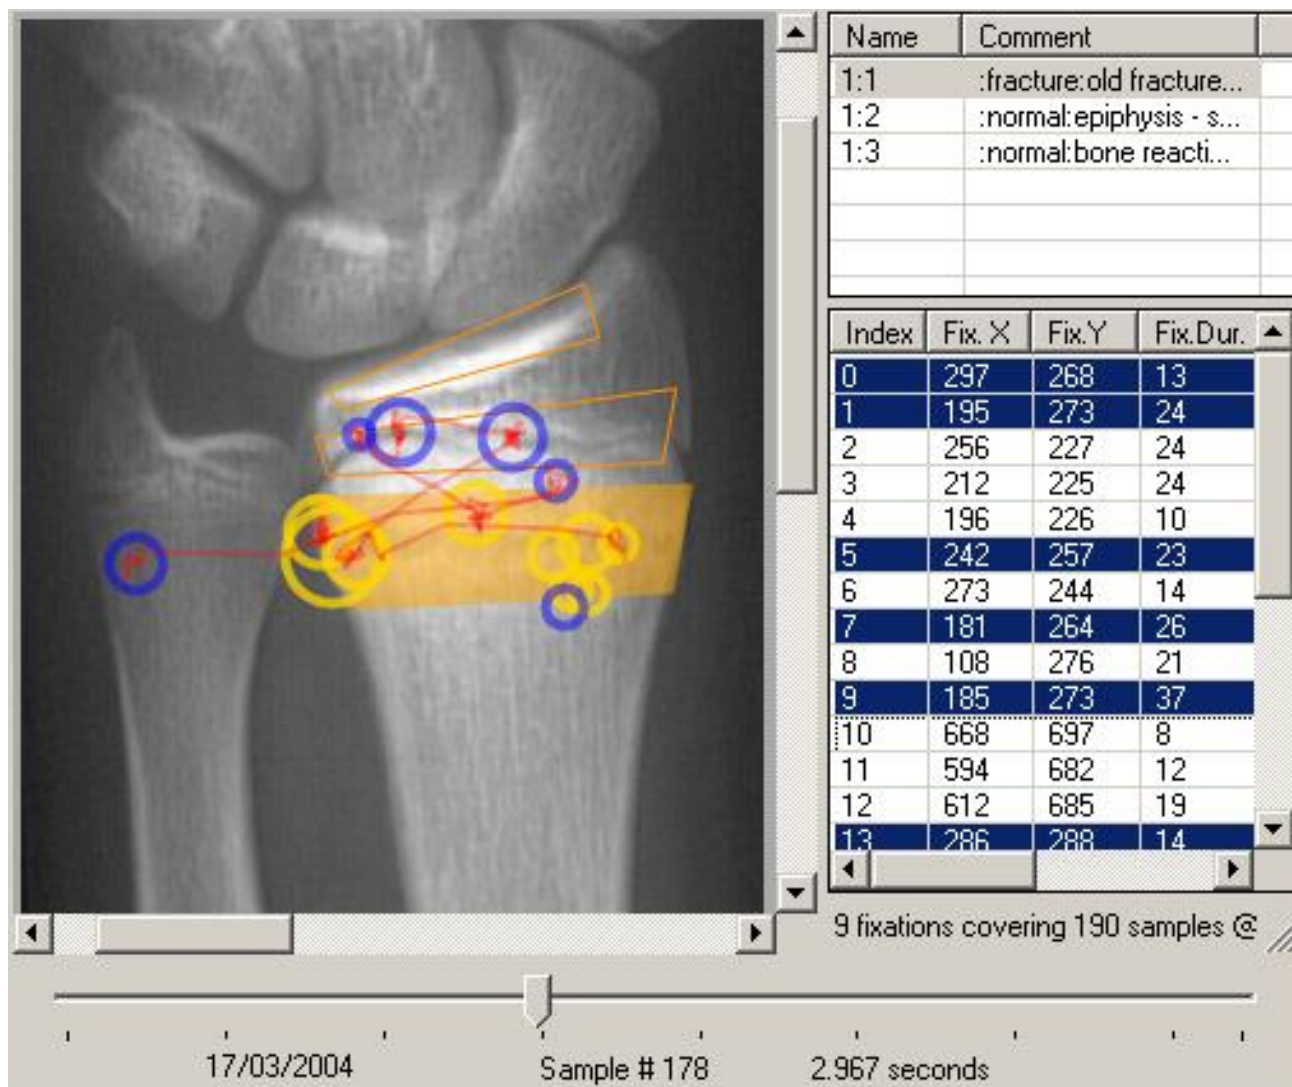 Name Comment
1:1 :fracture:old fracture...
1:2 :normal:epiphysis - s...
1:3 :normal:bone reacti...
Index Fix. X Fix.Y Fix.Dur.
0 297 268 13
1 195 273 24
2 256 227 24
3 212 225 24
4 196 226 10
5 242 257 23
6 273 244 14
7 181 264 26
8 108 276 21
9 185 273 37
10 668 697 8
11 594 682 12
12 612 685 19
13 286 288 14
9 fixations covering 190 samples @
17/03/2004 Sample # 178 2.967 seconds